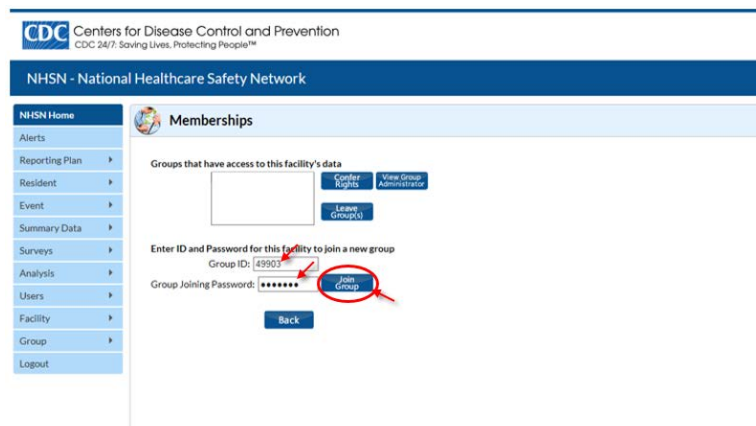 CDC Centers for Disease Control and Prevention
CDC 24/7: Saving Lives, Protecting People™
NHSN - National Healthcare Safety Network
NHSN Home
Alerts
Reporting Plan
Resident
Event
Summary Data
Surveys
Analysis
Users
Facility
Group
Logout
Memberships
Groups that have access to this facility's data
Confer Rights
View Group Administrator
Leave Group(s)
Enter ID and Password for this facility to join a new group
Group ID: 49903
Group Joining Password: •••••••
Join Group
Back